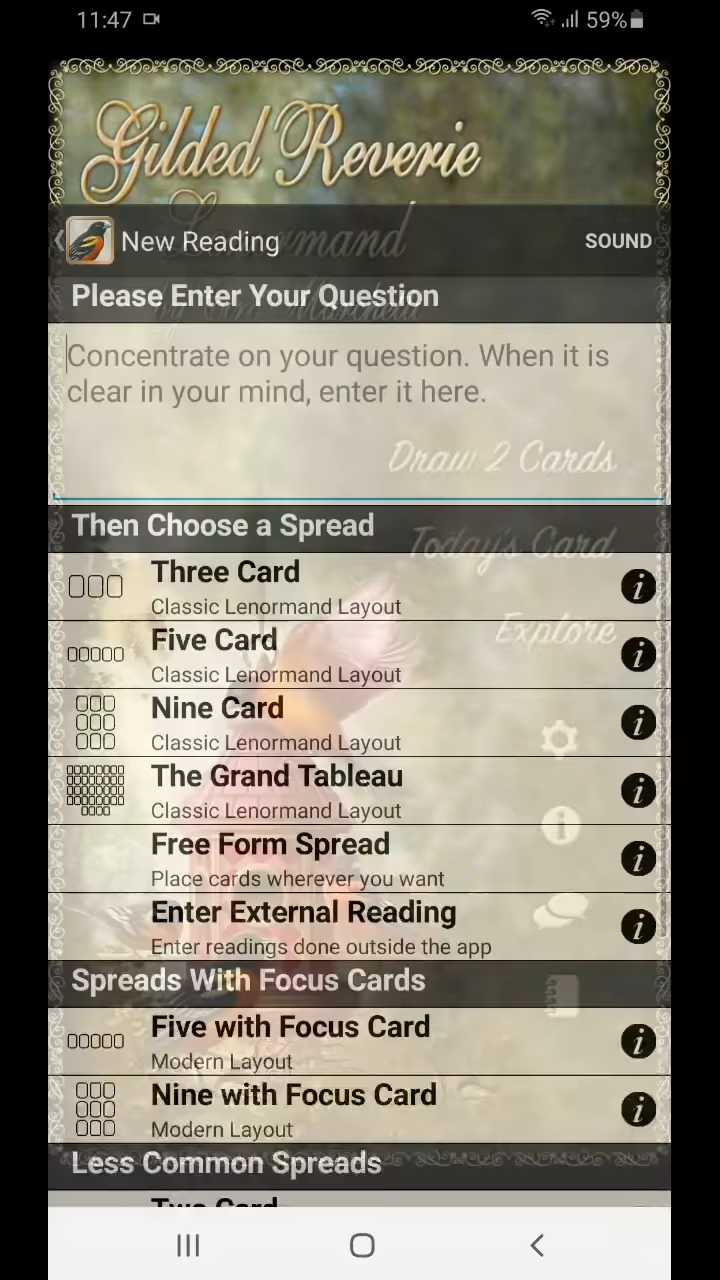 11:47
59%
Gilded Reverie
Lenormand
New Reading
SOUND
Please Enter Your Question
Concentrate on your question. When it is
clear in your mind, enter it here.
Draw 2 Cards
Then Choose a Spread
Today's Card
Three Card
Classic Lenormand Layout
Explore
Five Card
Classic Lenormand Layout
Nine Card
Classic Lenormand Layout
The Grand Tableau
Classic Lenormand Layout
Free Form Spread
Place cards wherever you want
Enter External Reading
Enter readings done outside the app
Spreads With Focus Cards
Five with Focus Card
Modern Layout
Nine with Focus Card
Modern Layout
Less Common Spreads
Two Card